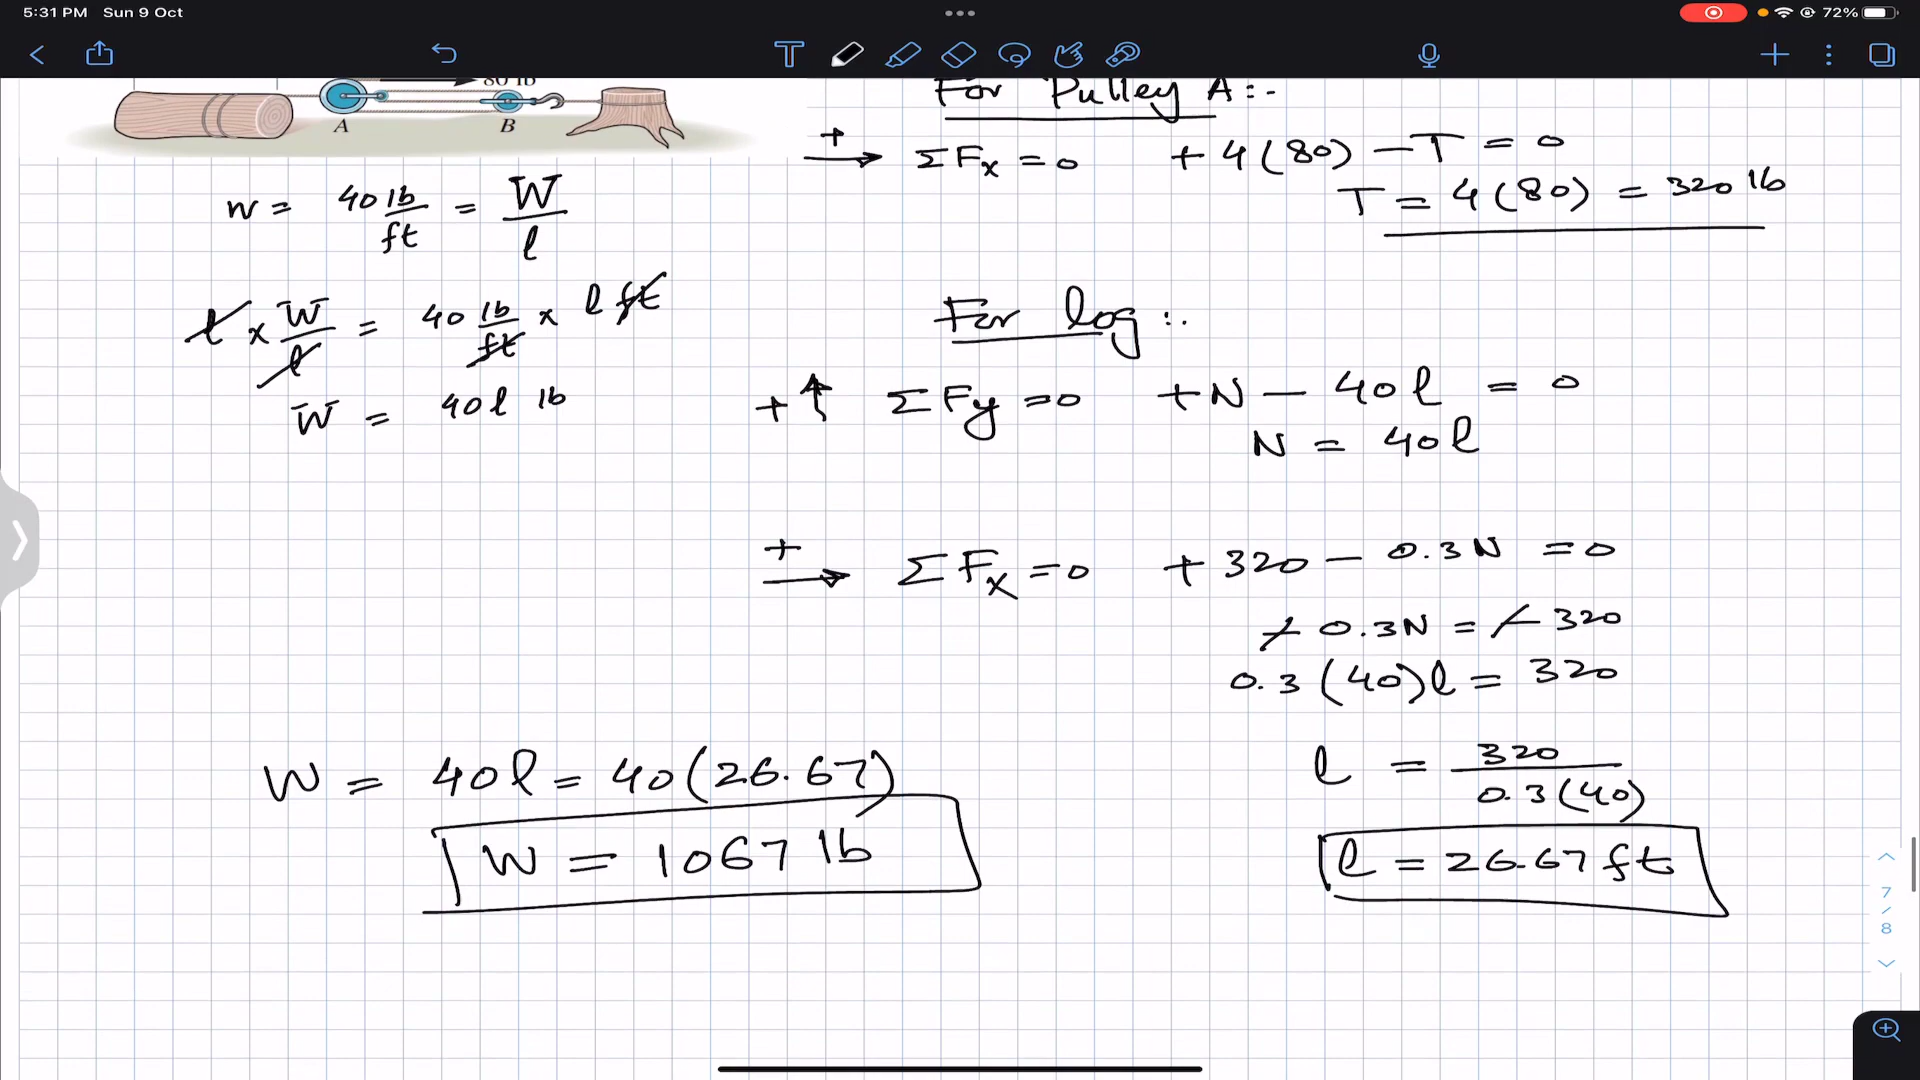 5:31 PM Sun 9 Oct
72%
80 lb
A
B
For Pulley A:-
+ ΣFx = 0 + 4(80) - T = 0
T = 4(80) = 320 lb
w = 40 lb/ft = W/l
l x W/l = 40 lb/ft x l ft
W = 40l lb
For log :.
+↑ ΣFy = 0 + N - 40l = 0
N = 40l
+ → ΣFx = 0 + 320 - 0.3N = 0
- 0.3N = - 320
0.3(40)l = 320
l = 320/0.3(40)
l = 26.67 ft
W = 40l = 40(26.67)
W = 1067 lb
7
/
8